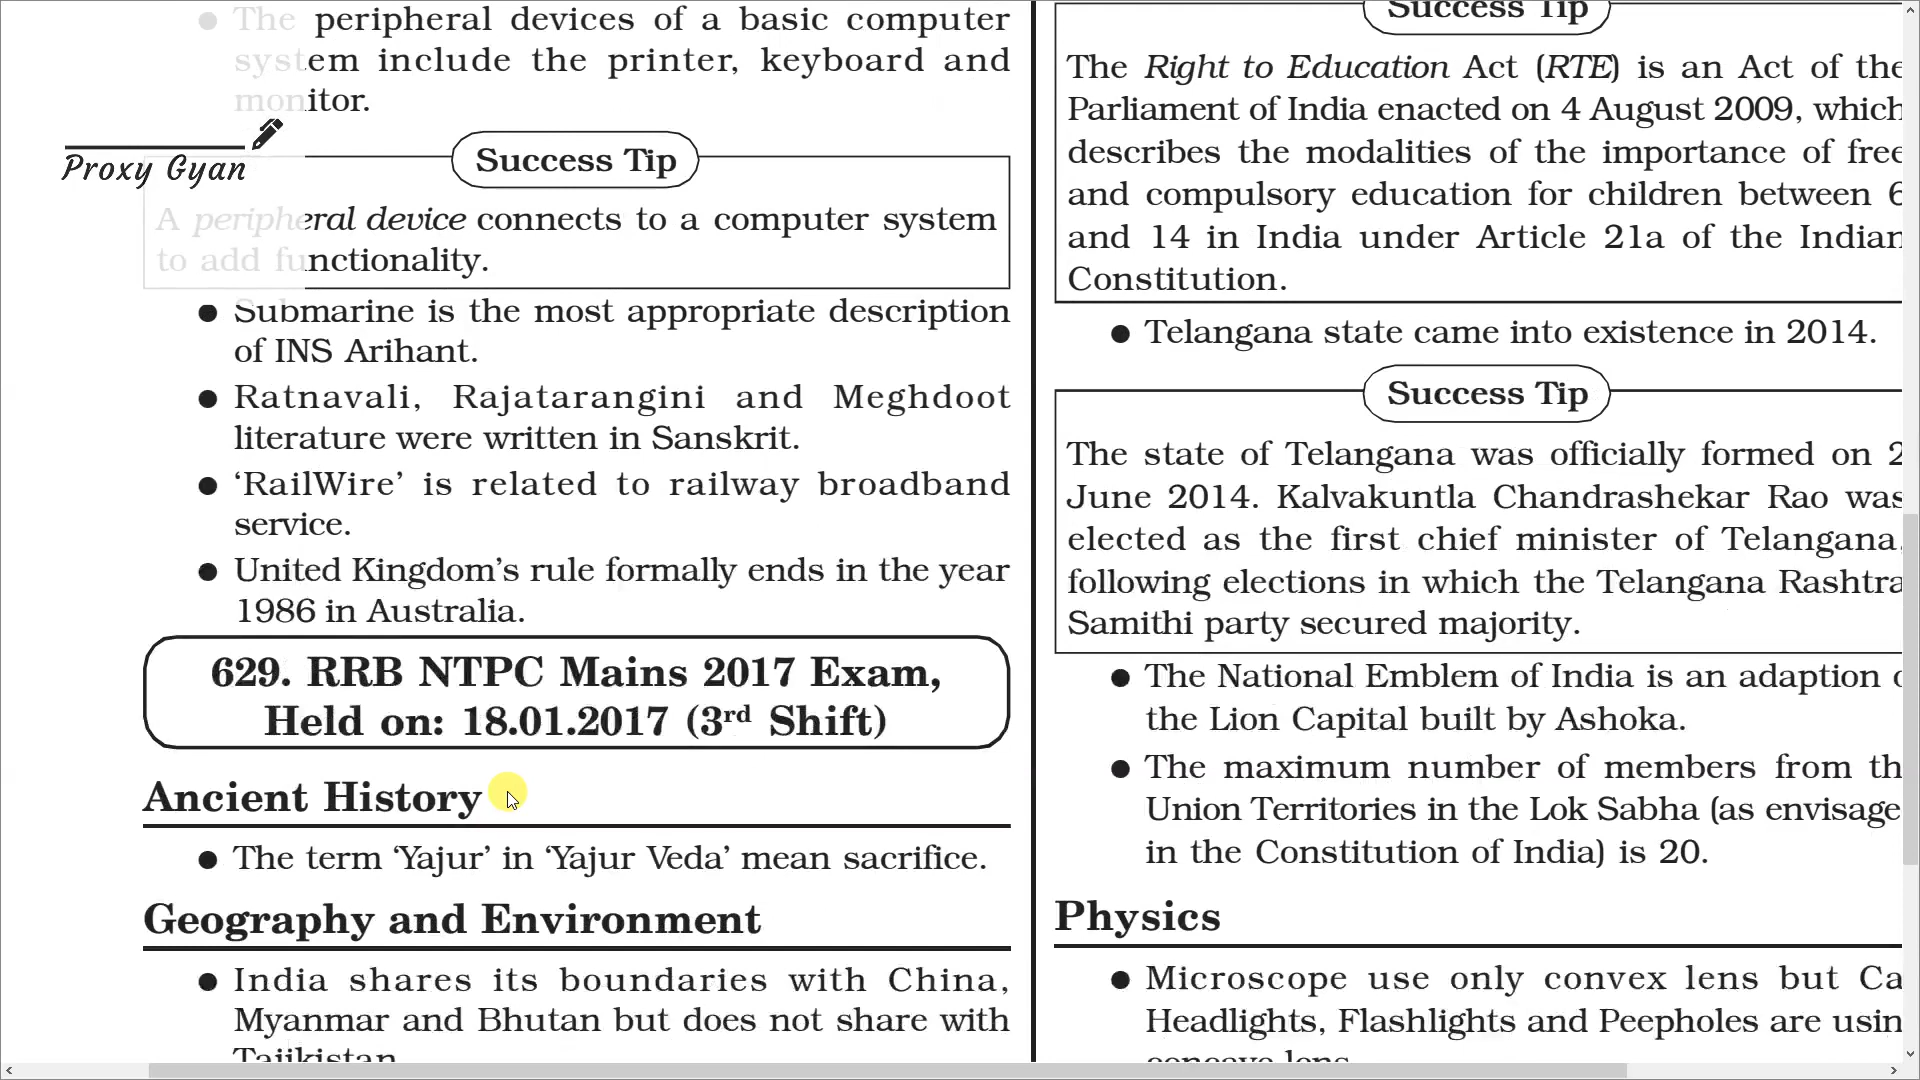 The peripheral devices of a basic computer
system include the printer, keyboard and
monitor.
Proxy Gyan
Success Tip
A peripheral device connects to a computer system
to add functionality.
● Submarine is the most appropriate description
of INS Arihant.
● Ratnavali, Rajatarangini and Meghdoot
literature were written in Sanskrit.
● ‘RailWire’ is related to railway broadband
service.
● United Kingdom’s rule formally ends in the year
1986 in Australia.
629. RRB NTPC Mains 2017 Exam,
Held on: 18.01.2017 (3rd Shift)
Ancient History
● The term ‘Yajur’ in ‘Yajur Veda’ mean sacrifice.
Geography and Environment
● India shares its boundaries with China,
Myanmar and Bhutan but does not share with
Tajikistan
Success Tip
The Right to Education Act (RTE) is an Act of the
Parliament of India enacted on 4 August 2009, which
describes the modalities of the importance of free
and compulsory education for children between 6
and 14 in India under Article 21a of the Indian
Constitution.
● Telangana state came into existence in 2014.
Success Tip
The state of Telangana was officially formed on 2
June 2014. Kalvakuntla Chandrashekar Rao was
elected as the first chief minister of Telangana,
following elections in which the Telangana Rashtra
Samithi party secured majority.
● The National Emblem of India is an adaption
the Lion Capital built by Ashoka.
● The maximum number of members from th
Union Territories in the Lok Sabha (as envisage
in the Constitution of India) is 20.
Physics
● Microscope use only convex lens but Ca
Headlights, Flashlights and Peepholes are usin
concave lens